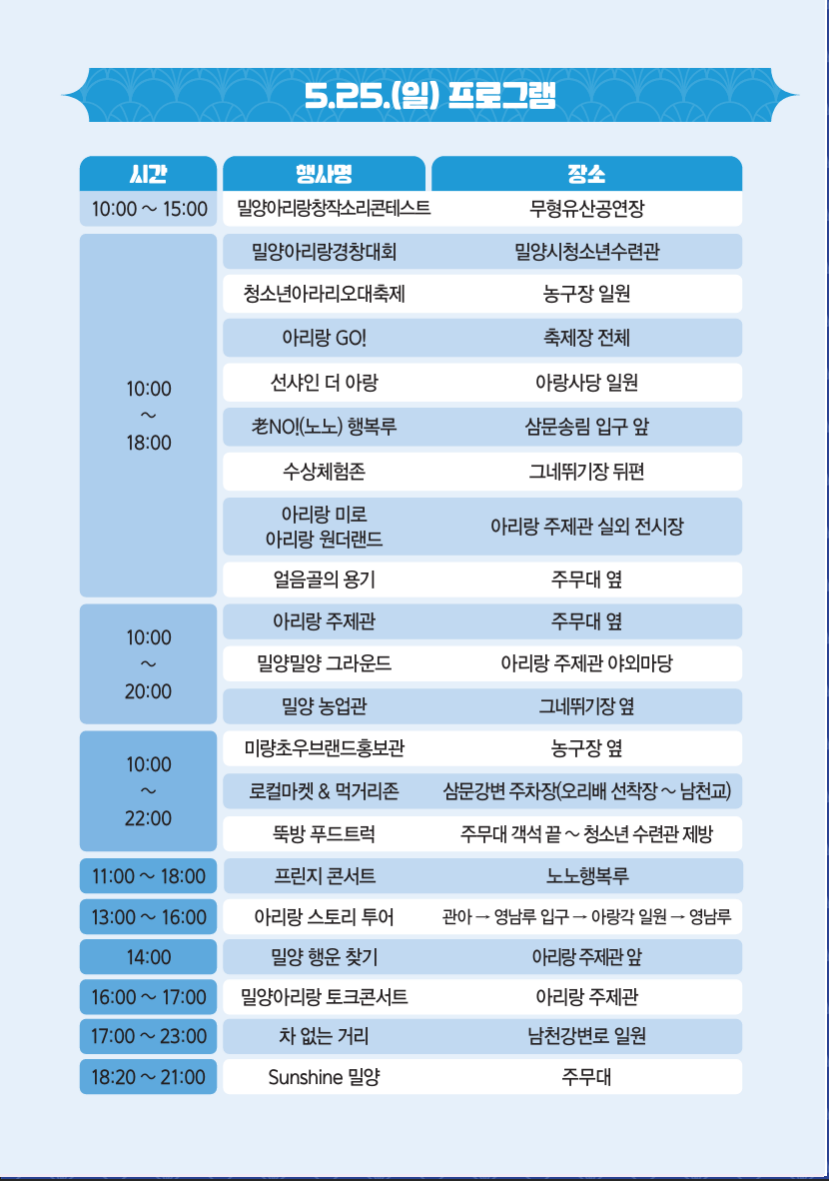 5.25.(일) 프로그램
시간 행사명 장소
10:00 ~ 15:00 밀양아리랑창작소리콘테스트 무형유산공연장
10:00
~
18:00
밀양아리랑경창대회 밀양시청소년수련관
청소년아라리오대축제 농구장 일원
아리랑 GO! 축제장 전체
선샤인 더 아랑 아랑사당 일원
老NO!(노노) 행복루 삼문송림 입구 앞
수상체험존 그네뛰기장 뒤편
아리랑 미로
아리랑 원더랜드
아리랑 주제관 실외 전시장
얼음골의 용기 주무대 옆
10:00
~
20:00
아리랑 주제관 주무대 옆
밀양밀양 그라운드 아리랑 주제관 야외마당
밀양 농업관 그네뛰기장 옆
10:00
~
22:00
미량초우브랜드홍보관 농구장 옆
로컬마켓 & 먹거리존 삼문강변 주차장(오리배 선착장 ~ 남천교)
뚝방 푸드트럭 주무대 객석 끝 ~ 청소년 수련관 제방
11:00 ~ 18:00 프린지 콘서트 노노행복루
13:00 ~ 16:00 아리랑 스토리 투어 관아 → 영남루 입구 → 아랑각 일원 → 영남루
14:00 밀양 행운 찾기 아리랑 주제관 앞
16:00 ~ 17:00 밀양아리랑 토크콘서트 아리랑 주제관
17:00 ~ 23:00 차 없는 거리 남천강변로 일원
18:20 ~ 21:00 Sunshine 밀양 주무대